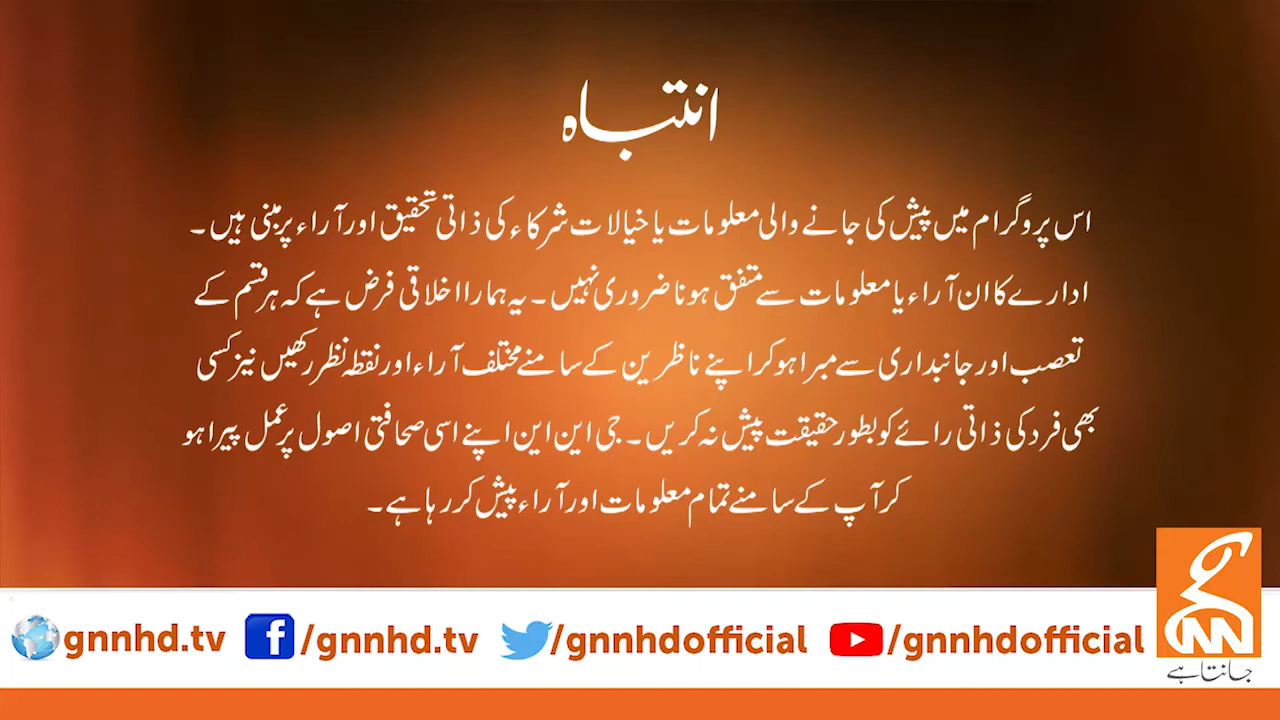 انتباہ
اس پروگرام میں پیش کی جانے والی معلومات یا خیالات شرکاء کی ذاتی تحقیق اور آراء پر مبنی ہیں۔
ادارے کا ان آراء یا معلومات سے متفق ہونا ضروری نہیں۔ یہ ہمارا اخلاقی فرض ہے کہ ہر قسم کے
تعصب اور جانبداری سے مبرا ہو کر اپنے ناظرین کے سامنے مختلف آراء اور نقطہ نظر رکھیں نیز کسی
بھی فرد کی ذاتی رائے کو بطور حقیقت پیش نہ کریں۔ جی این این اپنے اسی صحافتی اصول پر عمل پیرا ہو
کر آپ کے سامنے تمام معلومات اور آراء پیش کر رہا ہے۔
gnnhd.tv /gnnhd.tv /gnnhdofficial /gnnhdofficial
GNN
جانتا ہے